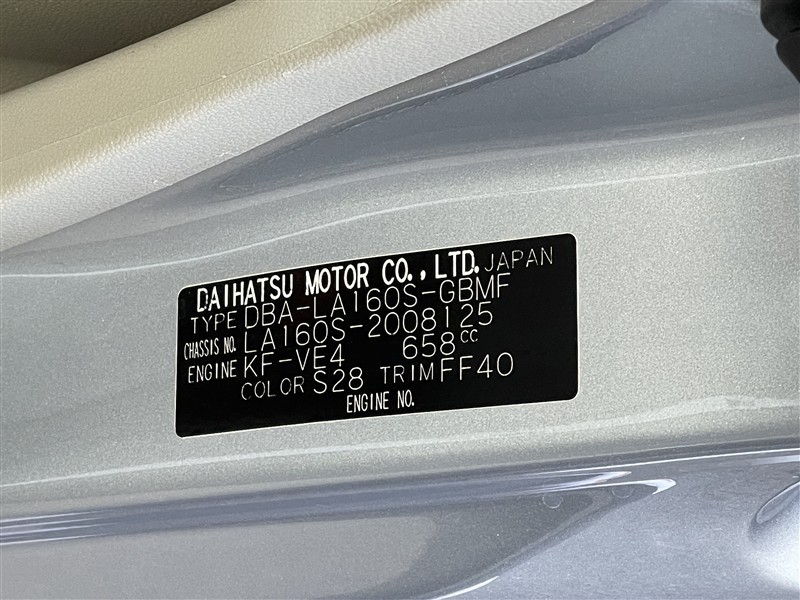 DAIHATSU MOTOR CO.,LTD. JAPAN
TYPE DBA-LA160S-GBMF
CHASSIS NO. LA160S-2008125
ENGINE KF-VE4 658cc
COLOR S28 TRIM FF40
ENGINE NO.